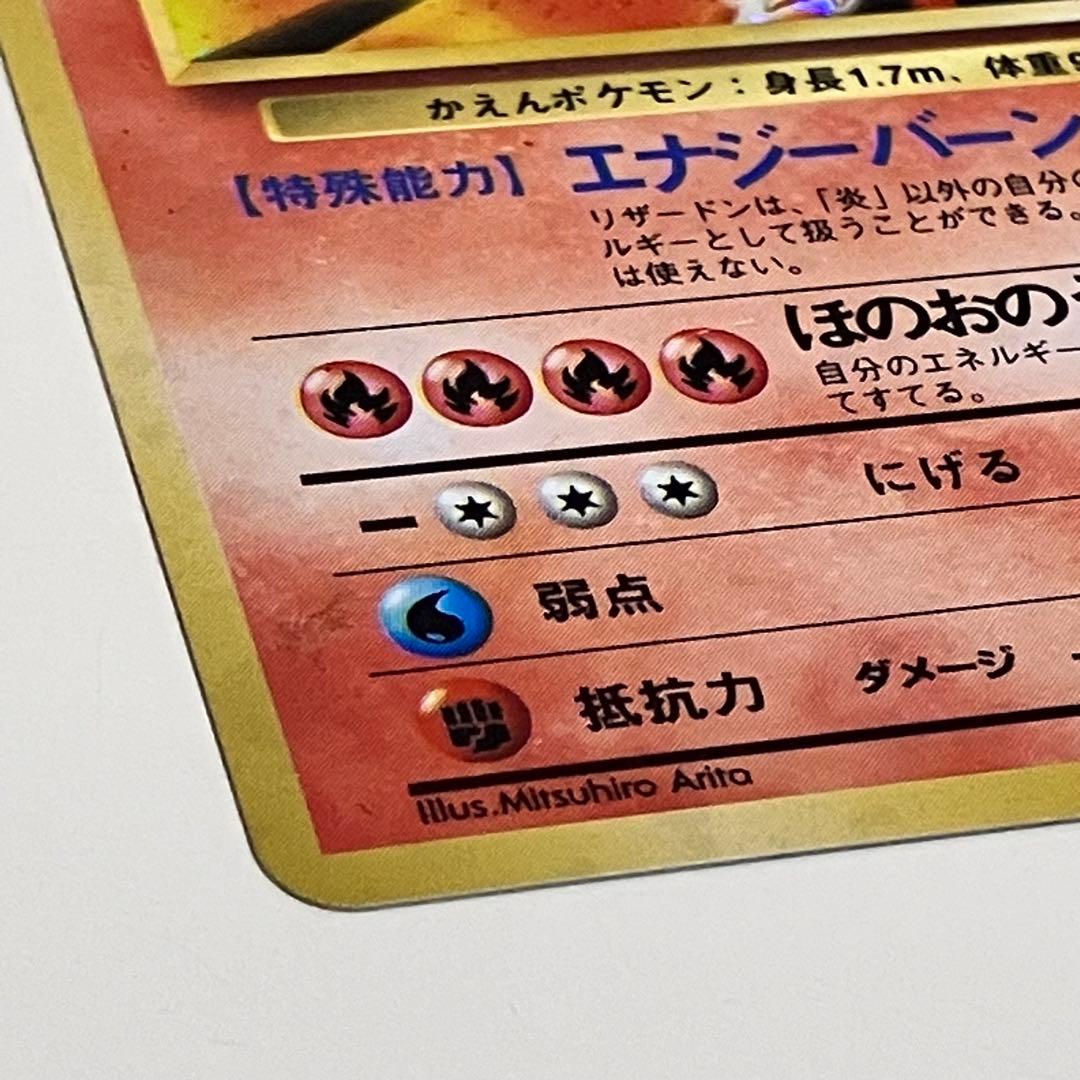 かえんポケモン：身長1.7m、体重9
【特殊能力】 エナジーバーン
リザードンは、「炎」以外の自分の
ルギーとして扱うことができる。
は使えない。
ほのおの
自分のエネルギー
てすてる。
にげる
弱点
抵抗力 ダメージ
Illus.Mitsuhiro Arita